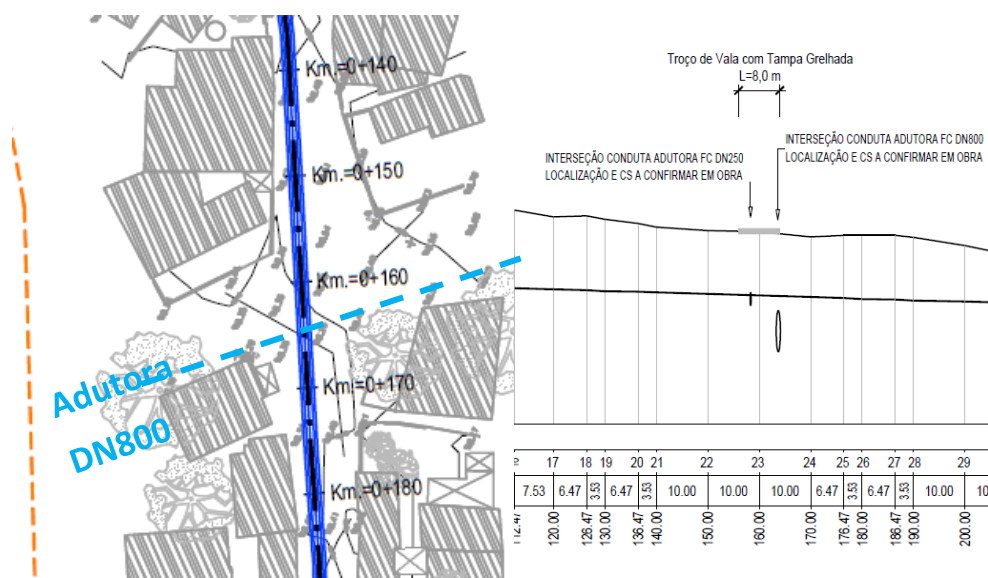 Km.=0+140
Km.=0+150
Km.=0+160
Km.=0+170
Km.=0+180
Adutora
DN800
Troço de Vala com Tampa Grelhada
L=8,0 m
INTERSEÇÃO CONDUTA ADUTORA FC DN250
LOCALIZAÇÃO E CS A CONFIRMAR EM OBRA
INTERSEÇÃO CONDUTA ADUTORA FC DN800
LOCALIZAÇÃO E CS A CONFIRMAR EM OBRA
17 18 19 20 21 22 23 24 25 26 27 28 29
7.53 6.47 3.53 6.47 3.53 10.00 10.00 10.00 6.47 3.53 6.47 3.53 10.00
120.00 126.47 130.00 136.47 140.00 150.00 160.00 170.00 176.47 180.00 186.47 190.00 200.00